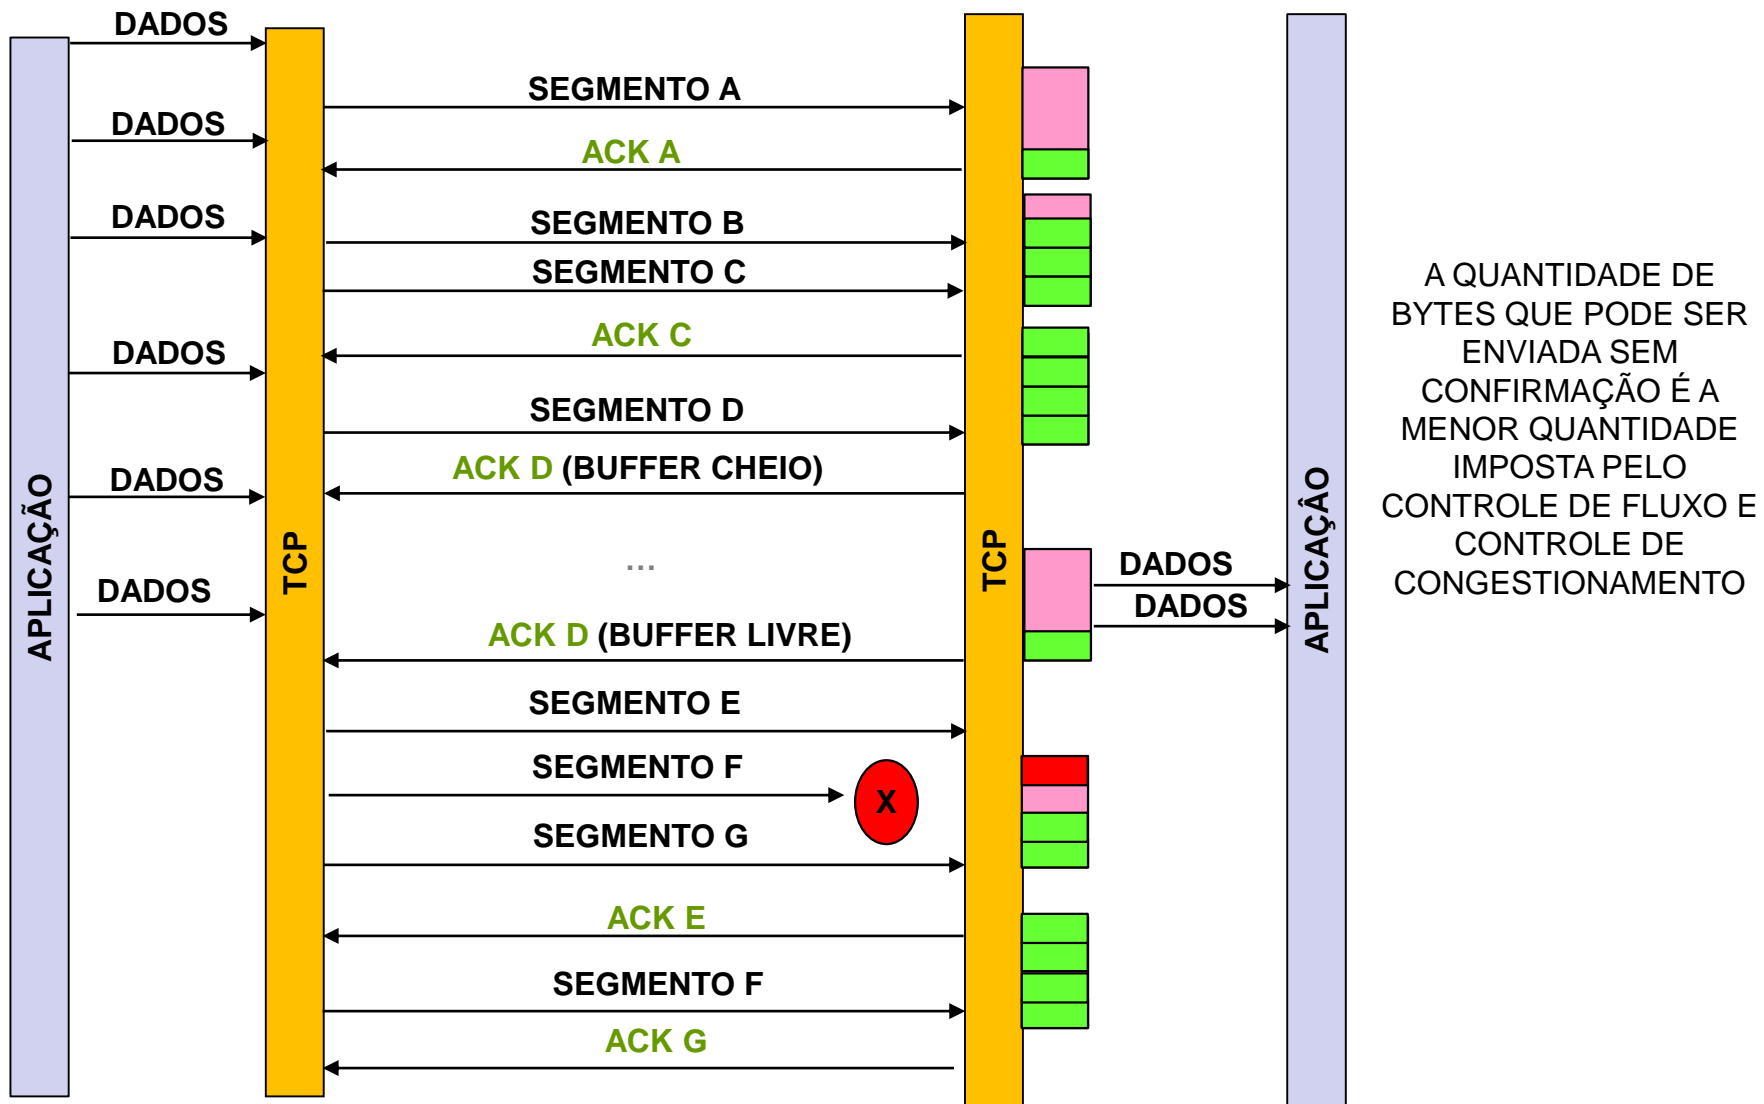 DADOS
SEGMENTO A
DADOS
ACK A
DADOS
SEGMENTO B
SEGMENTO C
ACK C
DADOS
SEGMENTO D
ACK D (BUFFER CHEIO)
DADOS
...
DADOS
DADOS
DADOS
ACK D (BUFFER LIVRE)
SEGMENTO E
SEGMENTO F
X
SEGMENTO G
ACK E
SEGMENTO F
ACK G
APLICAÇÃO
TCP
TCP
APLICAÇÂO
A QUANTIDADE DE
BYTES QUE PODE SER
ENVIADA SEM
CONFIRMAÇÃO É A
MENOR QUANTIDADE
IMPOSTA PELO
CONTROLE DE FLUXO E
CONTROLE DE
CONGESTIONAMENTO